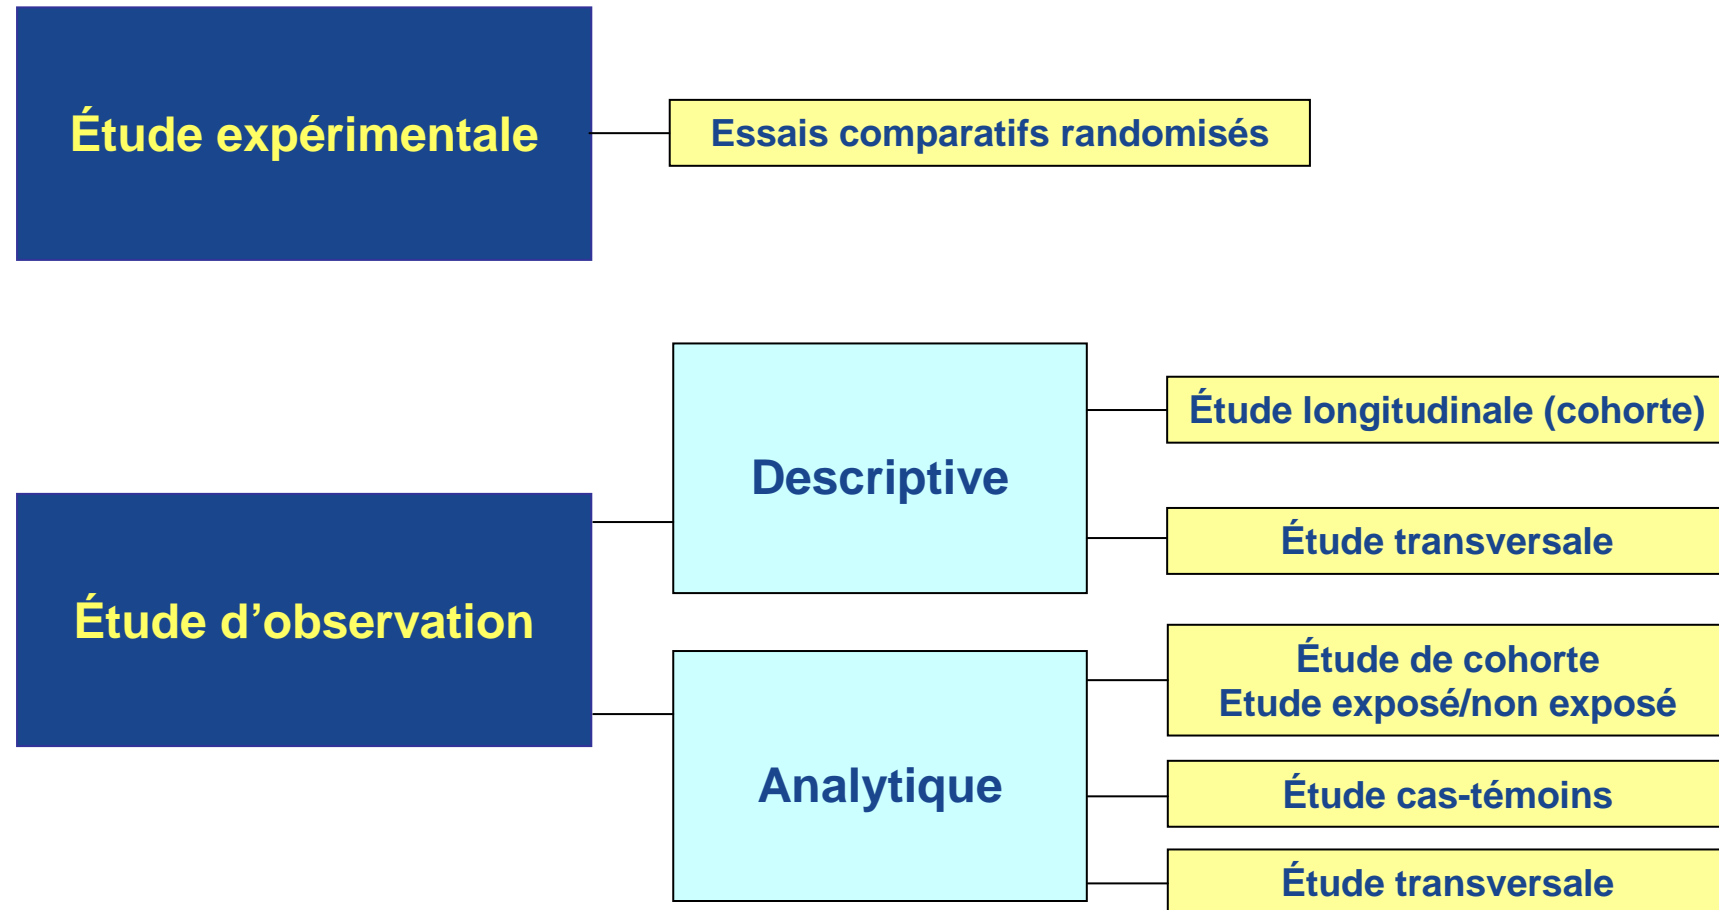 Étude expérimentale
Essais comparatifs randomisés
Étude d’observation
Descriptive
Étude longitudinale (cohorte)
Étude transversale
Analytique
Étude de cohorte
Etude exposé/non exposé
Étude cas-témoins
Étude transversale